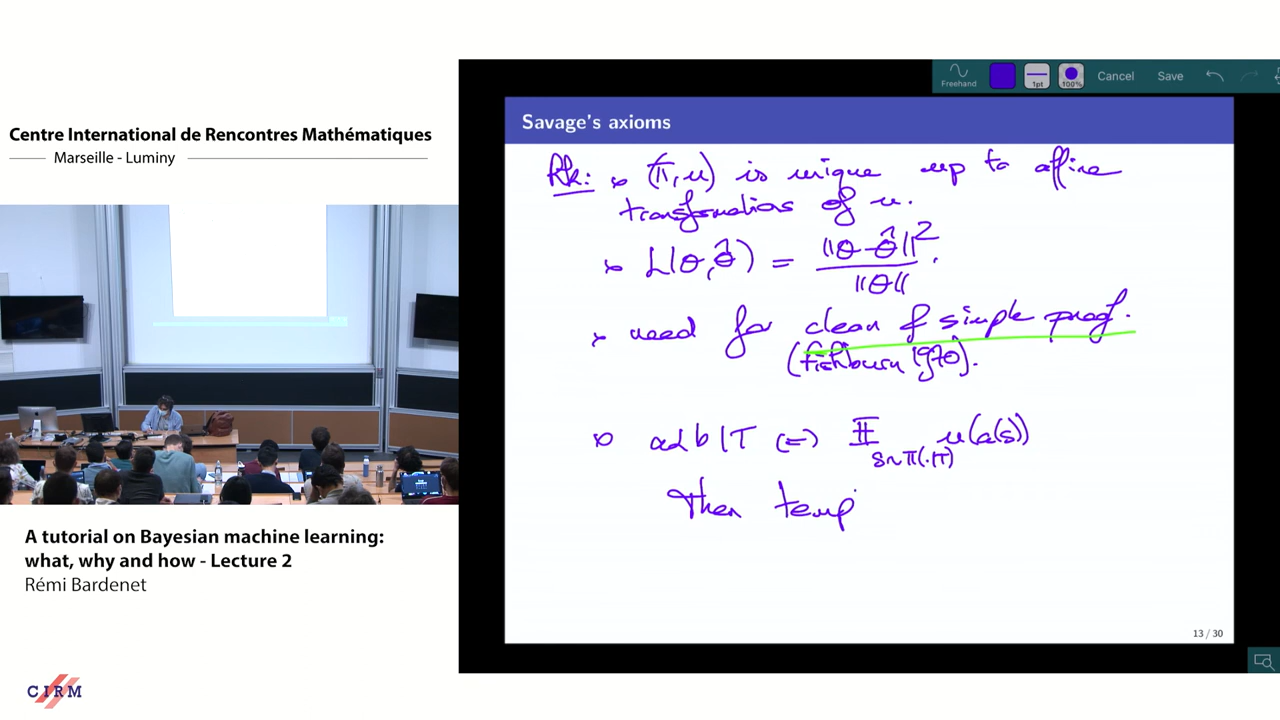 Centre International de Rencontres Mathématiques
Marseille - Luminy
A tutorial on Bayesian machine learning:
what, why and how - Lecture 2
Rémi Bardenet
CIRM
Freehand
1pt
100%
Cancel
Save
Savage's axioms
Rk: × (π, u) is unique up to affine
transformations of u.
× L(θ, θ̂) = ‖θ-θ̂‖² / ‖θ‖.
× need for clean & simple proof.
(Fishburn 1970).
× a≺b|T (=) 𝔼 s~π(.|T) u(a(s))
Then temp
13 / 30